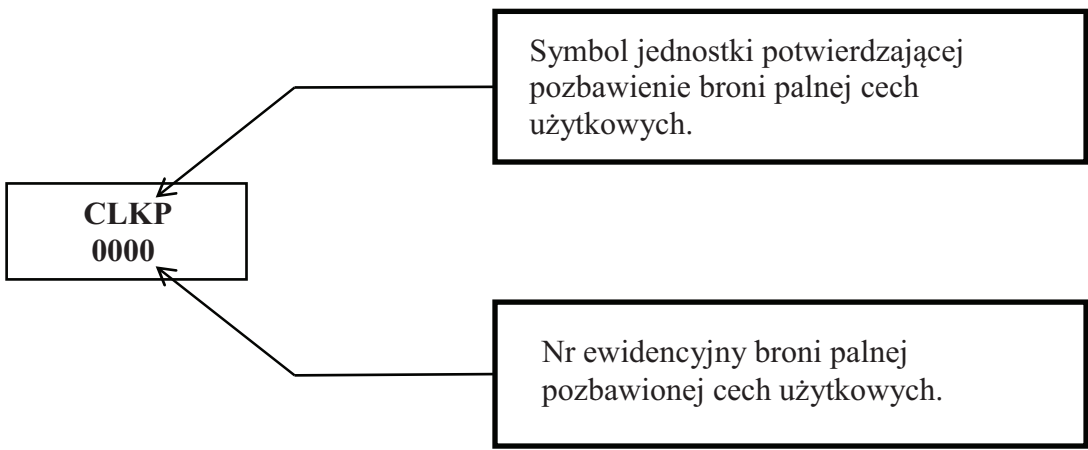 Symbol jednostki potwierdzającej
pozbawienie broni palnej cech
użytkowych.
CLKP
0000
Nr ewidencyjny broni palnej
pozbawionej cech użytkowych.